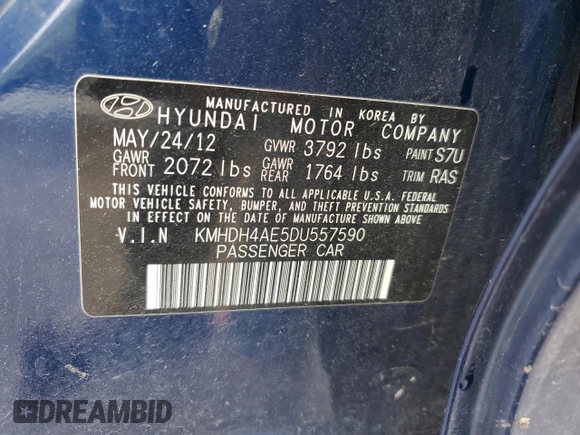 MANUFACTURED IN KOREA BY
HYUNDAI MOTOR COMPANY
MAY/24/12 GVWR 3792 lbs PAINT S7U
GAWR FRONT 2072 lbs GAWR REAR 1764 lbs TRIM RAS
THIS VEHICLE CONFORMS TO ALL APPLICABLE U.S.A. FEDERAL
MOTOR VEHICLE SAFETY, BUMPER, AND THEFT PREVENTION STANDARDS
IN EFFECT ON THE DATE OF MANUFACTURE SHOWN ABOVE.
V.I.N KMHDH4AE5DU557590
PASSENGER CAR
DREAMBID